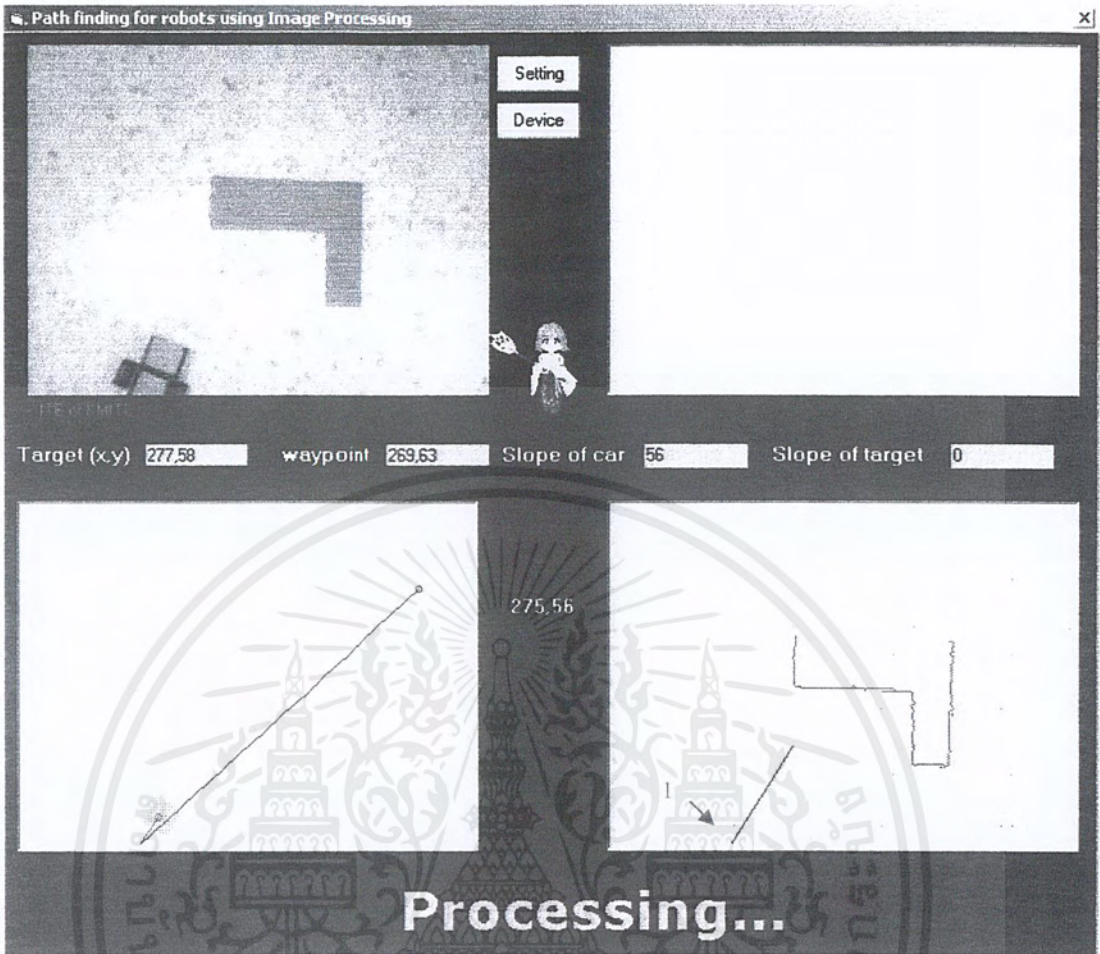 Path finding for robots using Image Processing
Setting
Device
Target (x,y) 277,58 waypoint 269,63 Slope of car 56 Slope of target 0
275,56
1
Processing...